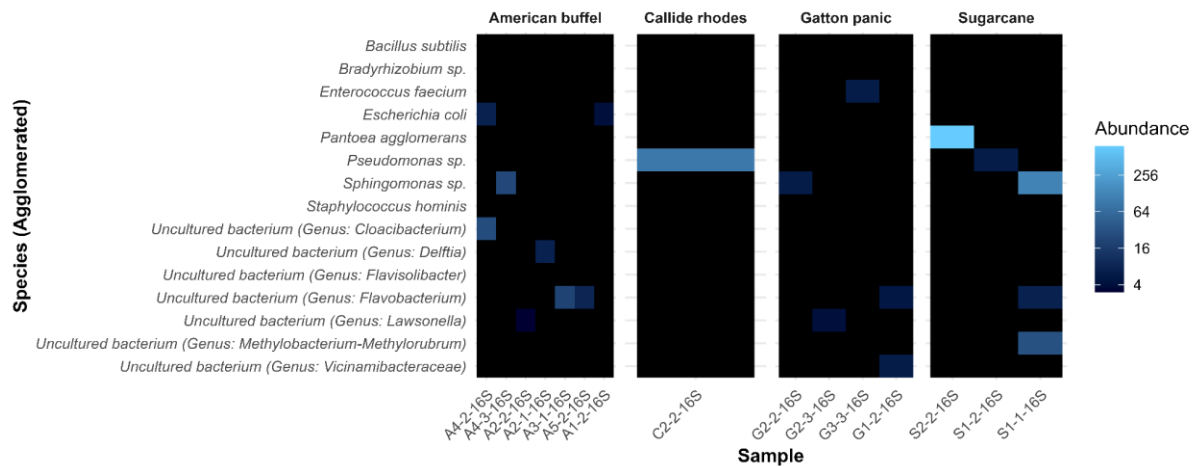 American buffel
Callide rhodes
Gatton panic
Sugarcane
Species (Agglomerated)
Bacillus subtilis
Bradyrhizobium sp.
Enterococcus faecium
Escherichia coli
Pantoea agglomerans
Pseudomonas sp.
Sphingomonas sp.
Staphylococcus hominis
Uncultured bacterium (Genus: Cloacibacterium)
Uncultured bacterium (Genus: Delftia)
Uncultured bacterium (Genus: Flavisolibacter)
Uncultured bacterium (Genus: Flavobacterium)
Uncultured bacterium (Genus: Lawsonella)
Uncultured bacterium (Genus: Methylobacterium-Methylorubrum)
Uncultured bacterium (Genus: Vicinamibacteraceae)
A4-2-16S
A4-3-16S
A2-2-16S
A2-1-16S
A3-1-16S
A5-2-16S
A1-2-16S
C2-2-16S
G2-2-16S
G2-3-16S
G3-3-16S
G1-2-16S
S2-2-16S
S1-2-16S
S1-1-16S
Sample
Abundance
256
64
16
4